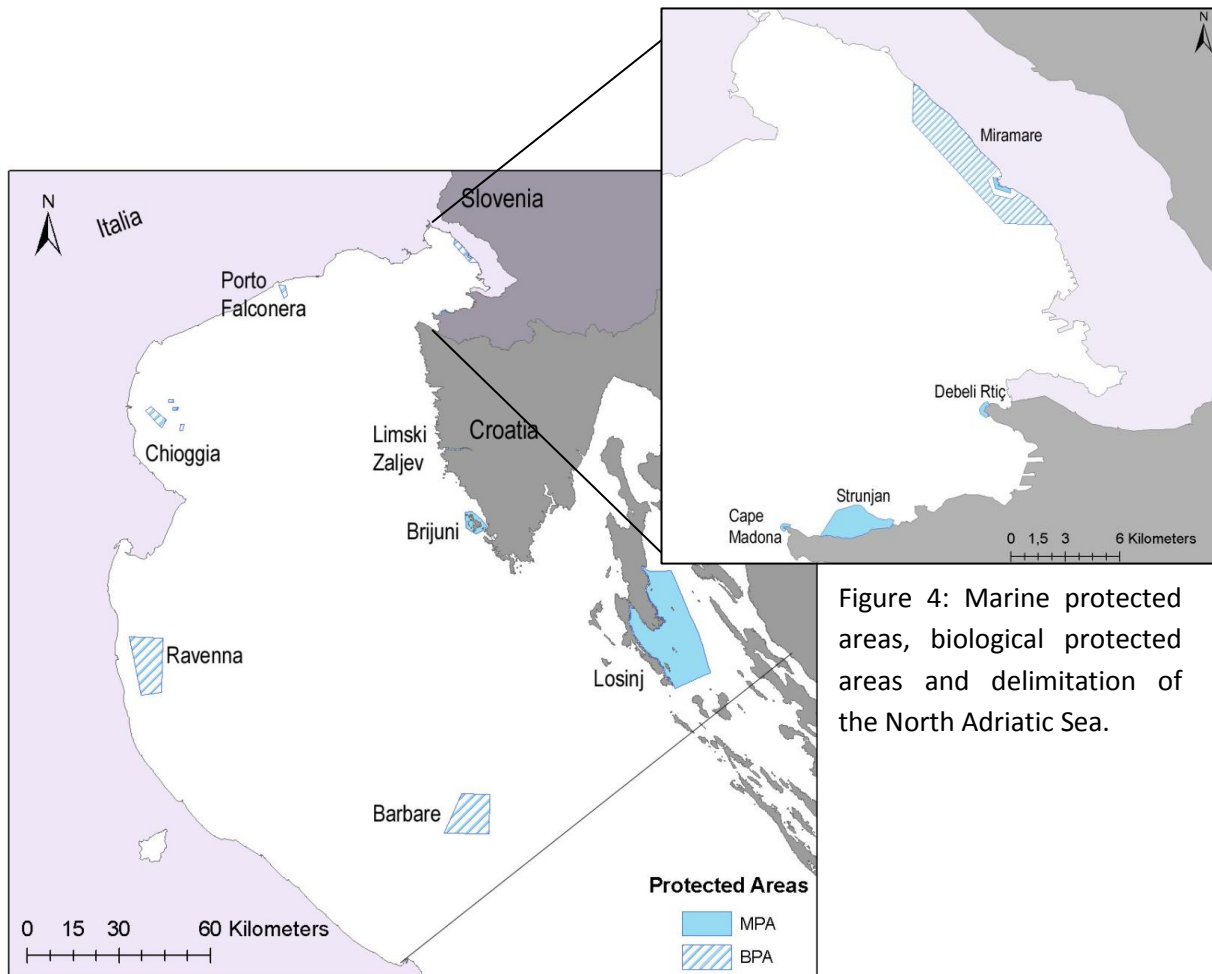 N
Italia
Slovenia
Porto
Falconera
Chioggia
Limski
Zaljev
Croatia
Brijuni
Ravenna
Losinj
Barbare
0 15 30 60 Kilometers
Protected Areas
MPA
BPA
N
Miramare
Debeli Rtiç
Strunjan
Cape
Madona
0 1,5 3 6 Kilometers
Figure 4: Marine protected
areas, biological protected
areas and delimitation of
the North Adriatic Sea.